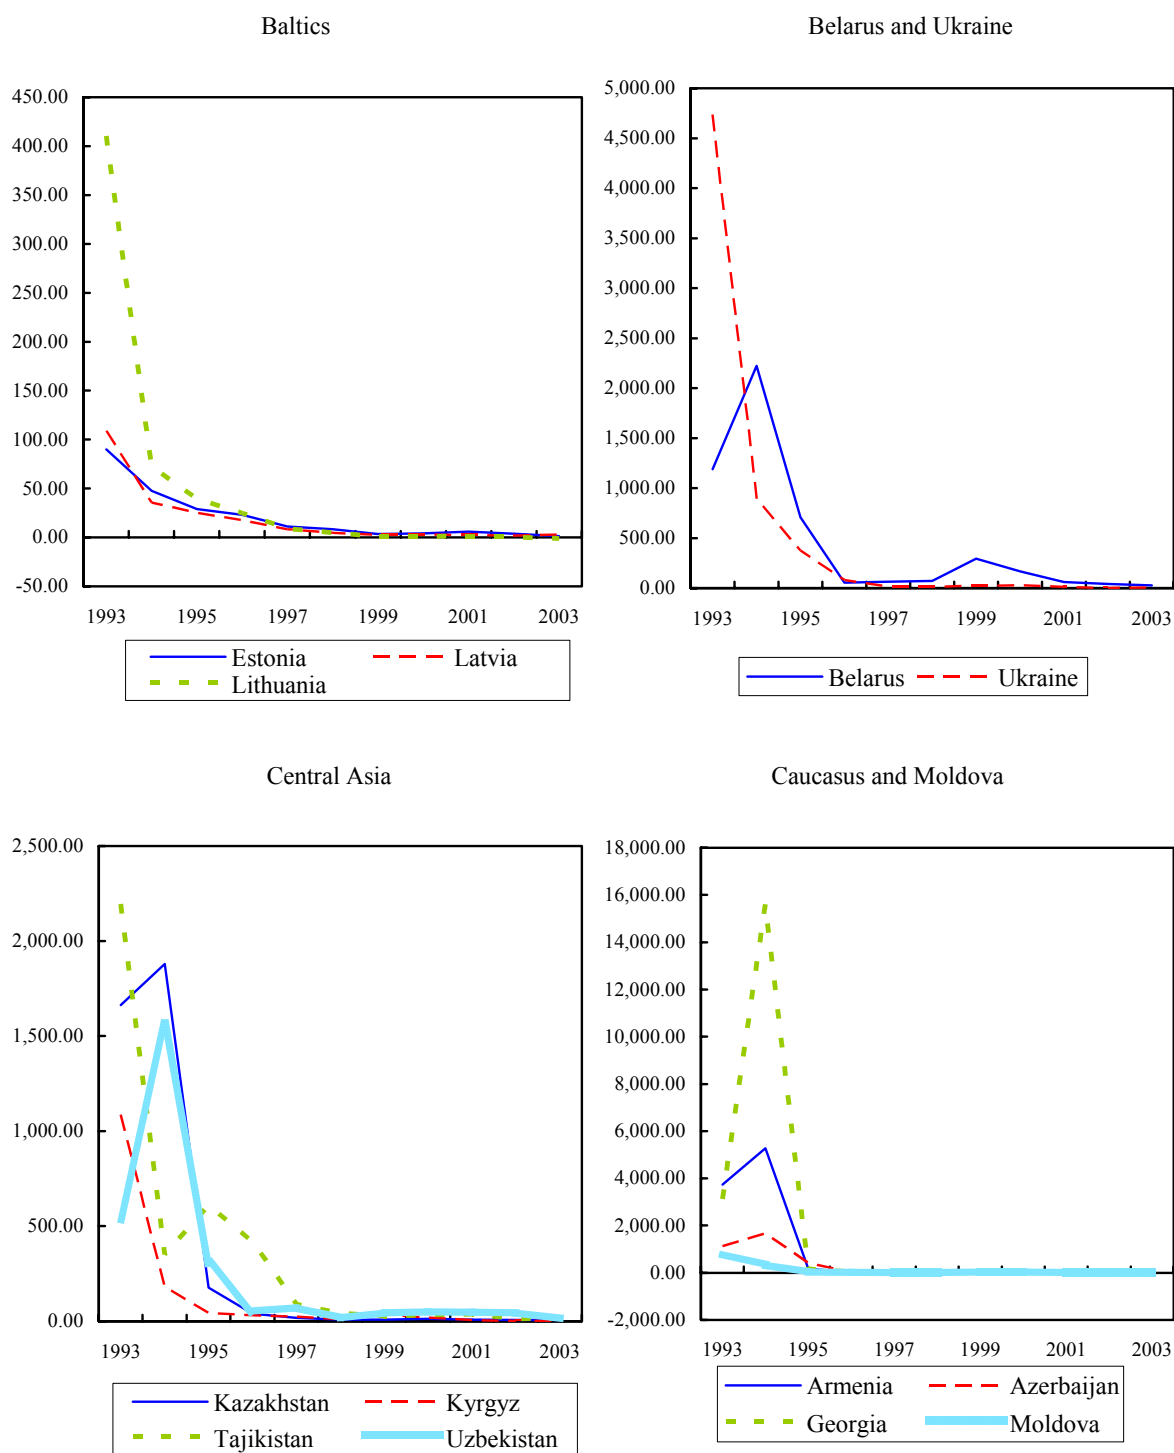 Baltics
450.00
400.00
350.00
300.00
250.00
200.00
150.00
100.00
50.00
0.00
-50.00
1993 1995 1997 1999 2001 2003
Estonia Latvia
Lithuania
Belarus and Ukraine
5,000.00
4,500.00
4,000.00
3,500.00
3,000.00
2,500.00
2,000.00
1,500.00
1,000.00
500.00
0.00
1993 1995 1997 1999 2001 2003
Belarus Ukraine
Central Asia
2,500.00
2,000.00
1,500.00
1,000.00
500.00
0.00
1993 1995 1997 1999 2001 2003
Kazakhstan Kyrgyz
Tajikistan Uzbekistan
Caucasus and Moldova
18,000.00
16,000.00
14,000.00
12,000.00
10,000.00
8,000.00
6,000.00
4,000.00
2,000.00
0.00
-2,000.00
1993 1995 1997 1999 2001 2003
Armenia Azerbaijan
Georgia Moldova